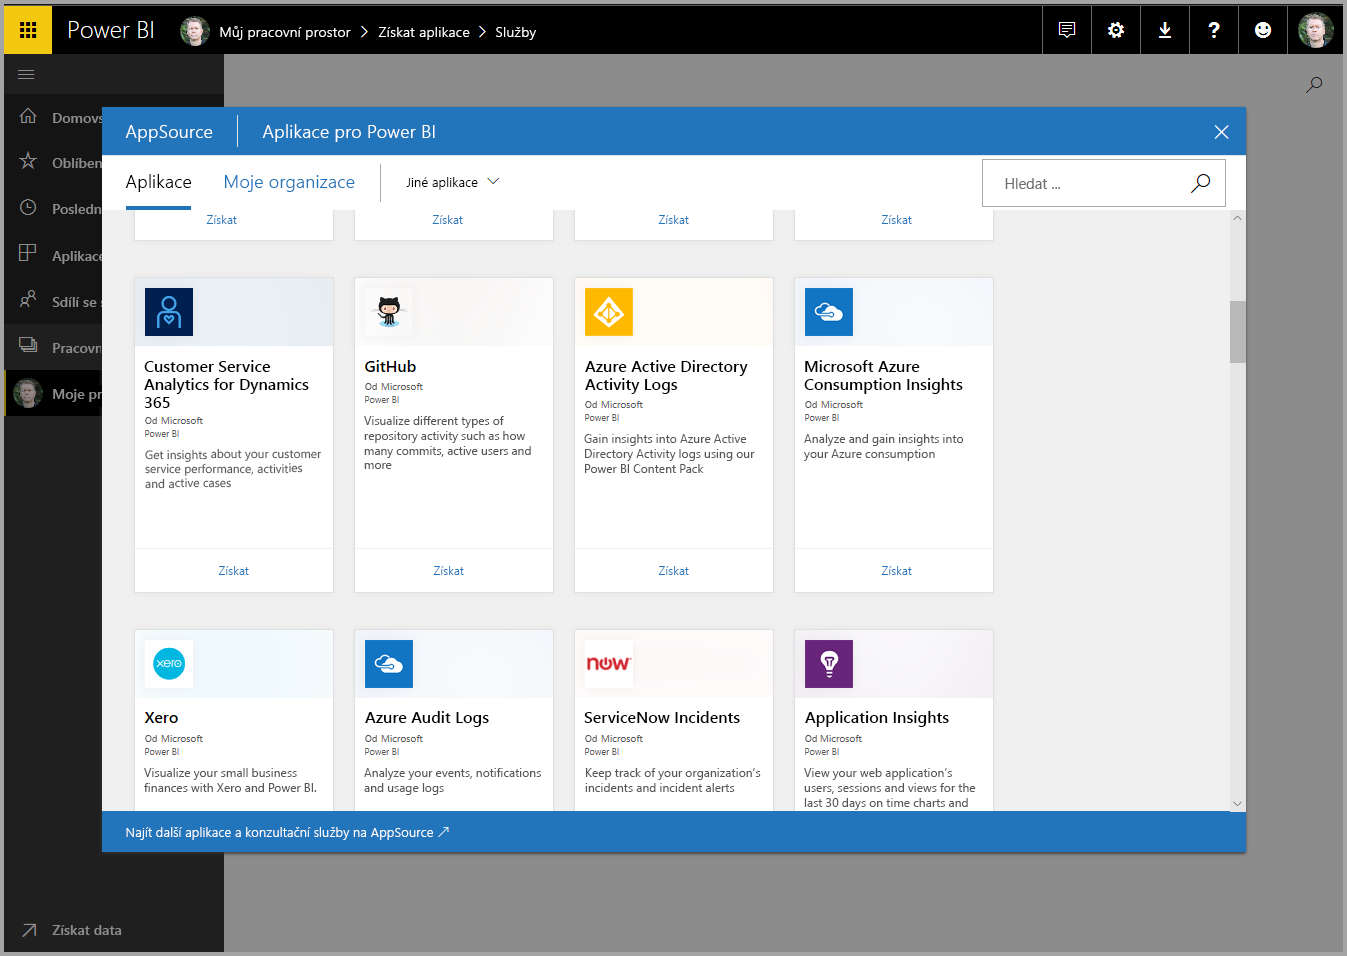 Power BI
Můj pracovní prostor > Získat aplikace > Služby
Domovs
Oblíben
Posledn
Aplikace
Sdílí se
Pracovn
Moje pr
Získat data
AppSource
Aplikace pro Power BI
Aplikace
Moje organizace
Jiné aplikace
Hledat ...
Získat
Získat
Získat
Získat
Customer Service
Analytics for Dynamics
365
Od Microsoft
Power BI
Get insights about your customer
service performance, activities
and active cases
Získat
GitHub
Od Microsoft
Power BI
Visualize different types of
repository activity such as how
many commits, active users and
more
Získat
Azure Active Directory
Activity Logs
Od Microsoft
Power BI
Gain insights into Azure Active
Directory Activity logs using our
Power BI Content Pack
Získat
Microsoft Azure
Consumption Insights
Od Microsoft
Power BI
Analyze and gain insights into
your Azure consumption
Získat
xero
Xero
Od Microsoft
Power BI
Visualize your small business
finances with Xero and Power BI.
Azure Audit Logs
Od Microsoft
Power BI
Analyze your events, notifications
and usage logs
now
ServiceNow Incidents
Od Microsoft
Power BI
Keep track of your organization's
incidents and incident alerts
Application Insights
Od Microsoft
Power BI
View your web application's
users, sessions and views for the
last 30 days on time charts and
Najít další aplikace a konzultační služby na AppSource